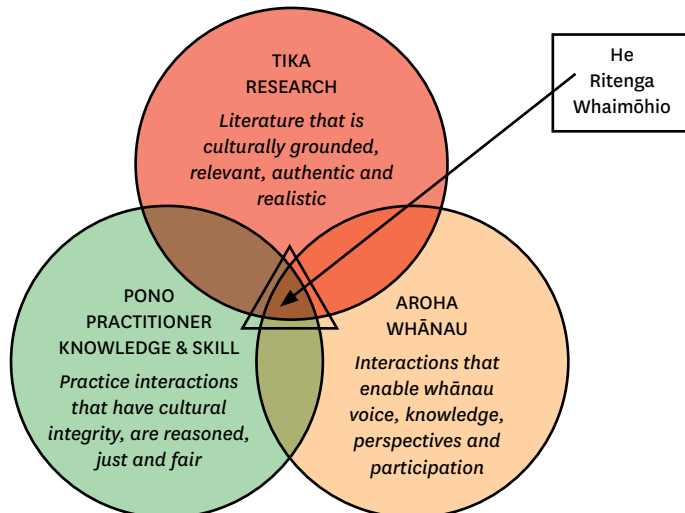 TIKA
RESEARCH
Literature that is
culturally grounded,
relevant, authentic and
realistic
He
Ritenga
Whaimōhio
PONO
PRACTITIONER
KNOWLEDGE & SKILL
Practice interactions
that have cultural
integrity, are reasoned,
just and fair
AROHA
WHĀNAU
Interactions that
enable whānau
voice, knowledge,
perspectives and
participation